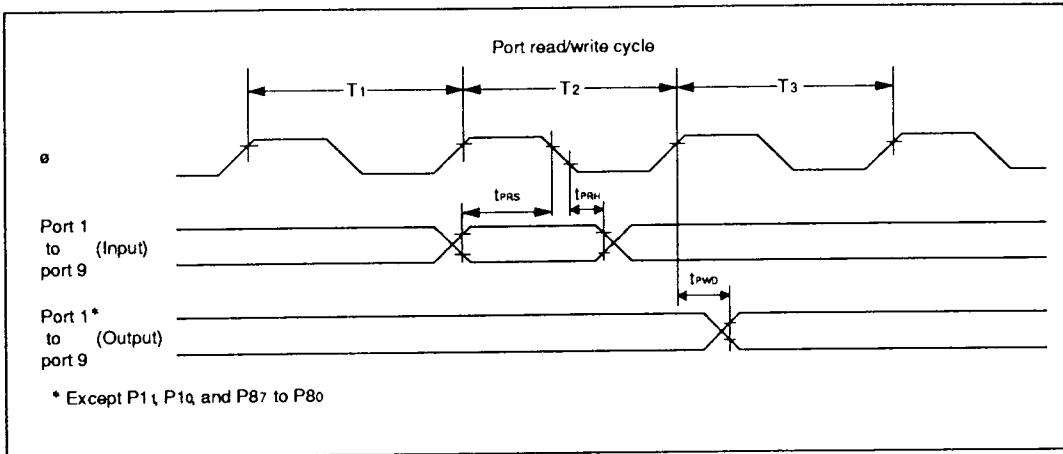 Port read/write cycle
T1 T2 T3
ø
tPRS tPRH
Port 1
to (Input)
port 9
tPWD
Port 1*
to (Output)
port 9
* Except P11, P10, and P87 to P80